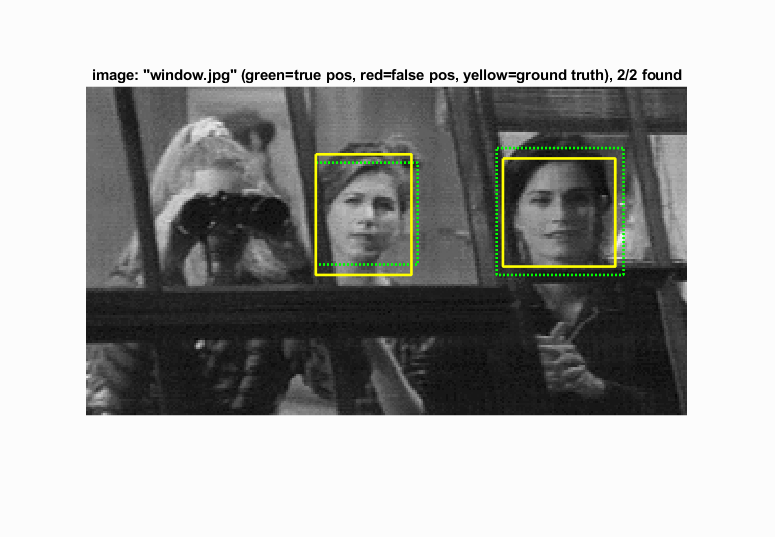 image: "window.jpg" (green=true pos, red=false pos, yellow=ground truth), 2/2 found